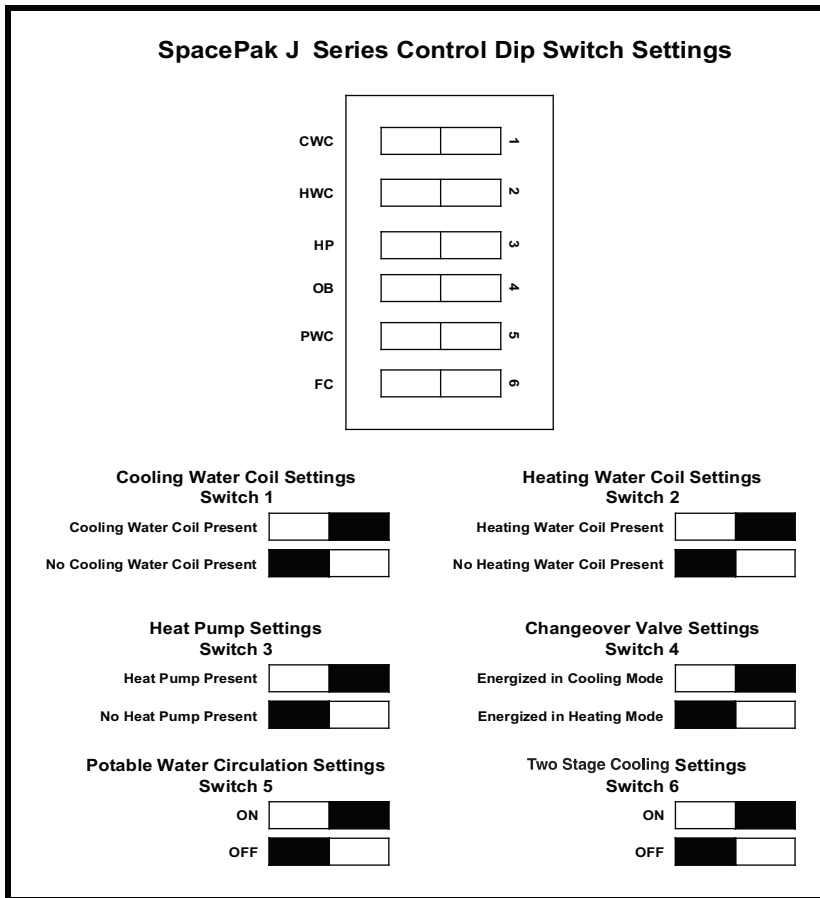 SpacePak J Series Control Dip Switch Settings
CWC 1
HWC 2
HP 3
OB 4
PWC 5
FC 6
Cooling Water Coil Settings
Switch 1
Cooling Water Coil Present
No Cooling Water Coil Present
Heating Water Coil Settings
Switch 2
Heating Water Coil Present
No Heating Water Coil Present
Heat Pump Settings
Switch 3
Heat Pump Present
No Heat Pump Present
Changeover Valve Settings
Switch 4
Energized in Cooling Mode
Energized in Heating Mode
Potable Water Circulation Settings
Switch 5
ON
OFF
Two Stage Cooling Settings
Switch 6
ON
OFF